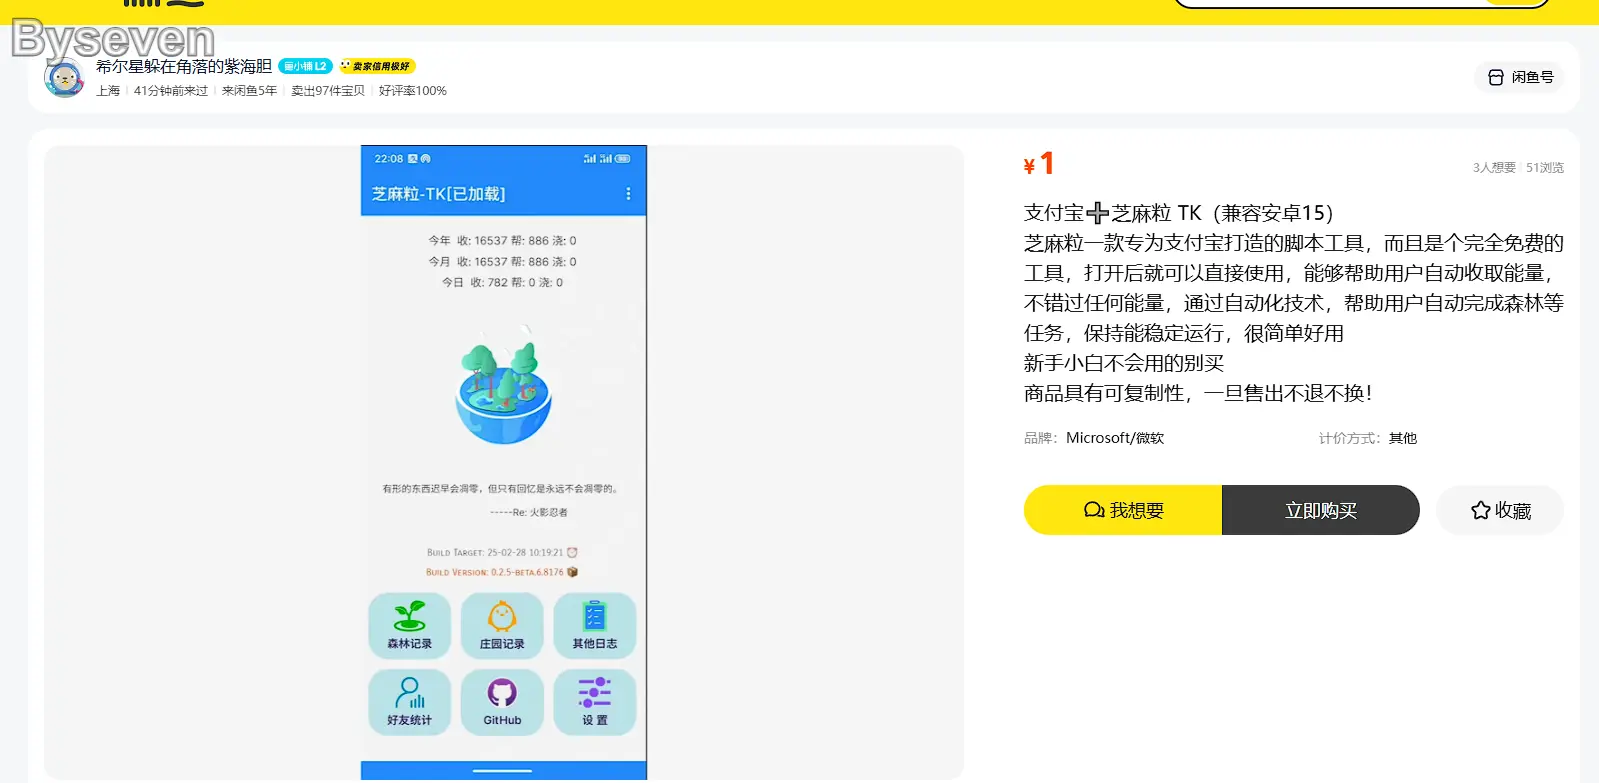 Byseven
希尔星躲在角落的紫海胆 鱼小铺 L2 卖家信用极好
上海 41分钟前来过 来闲鱼5年 卖出97件宝贝 好评率100%
闲鱼号
22:08
芝麻粒-TK[已加载]
今年 收: 16537 帮: 886 浇: 0
今月 收: 16537 帮: 886 浇: 0
今日 收: 782 帮: 0 浇: 0
有形的东西迟早会凋零，但只有回忆是永远不会凋零的。
-----Re: 火影忍者
Build Target: 25-02-28 10:19:21
Build Version: 0.2.5-beta.6.8176
森林记录 庄园记录 其他日志
好友统计 GitHub 设 置
¥1
3人想要 51浏览
支付宝➕芝麻粒 TK（兼容安卓15）
芝麻粒一款专为支付宝打造的脚本工具，而且是个完全免费的
工具，打开后就可以直接使用，能够帮助用户自动收取能量，
不错过任何能量，通过自动化技术，帮助用户自动完成森林等
任务，保持能稳定运行，很简单好用
新手小白不会用的别买
商品具有可复制性，一旦售出不退不换！
品牌： Microsoft/微软 计价方式： 其他
我想要 立即购买 收藏